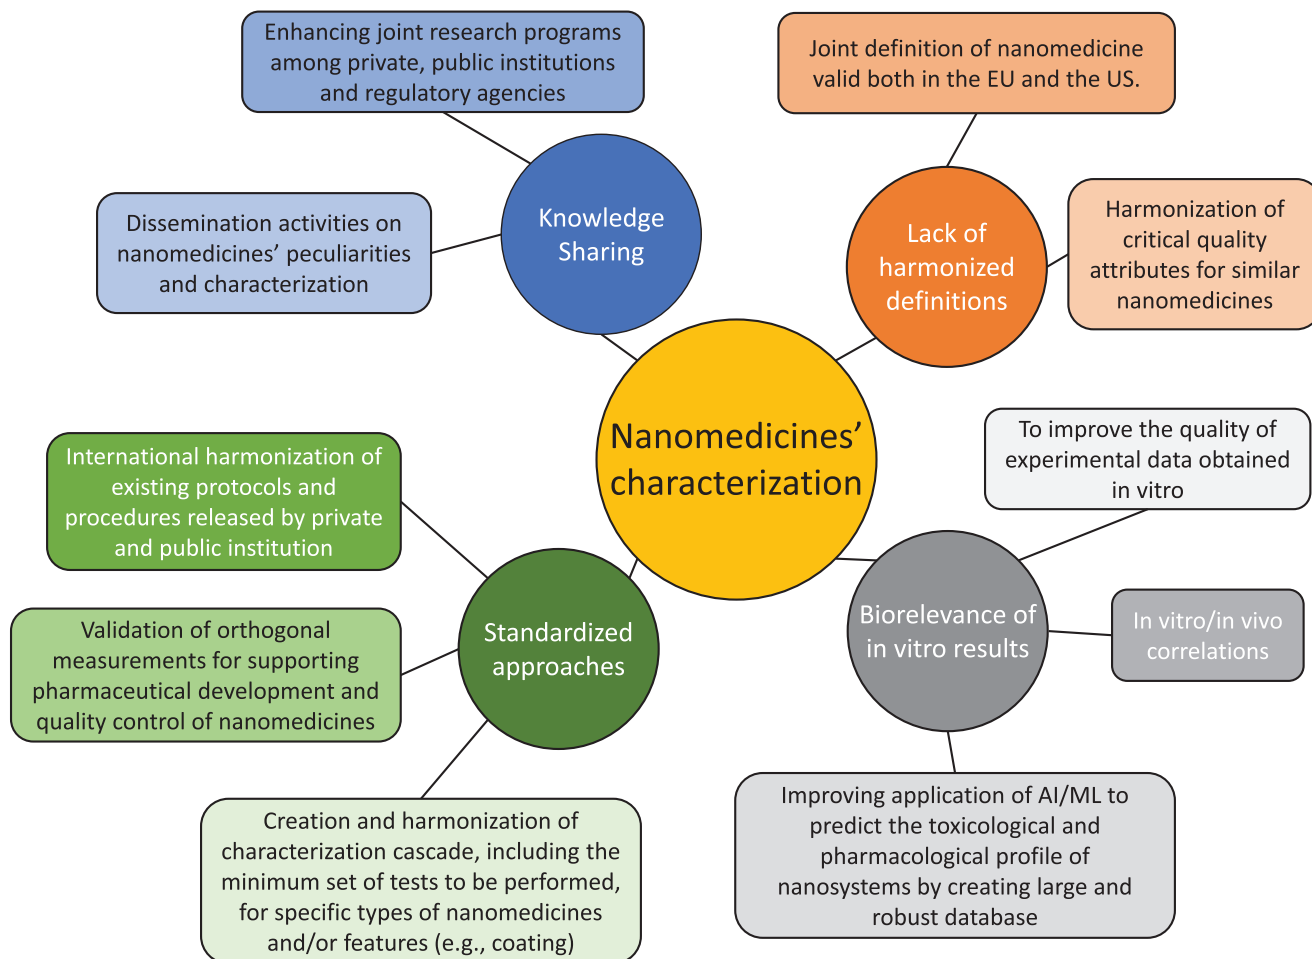 Enhancing joint research programs
among private, public institutions
and regulatory agencies
Joint definition of nanomedicine
valid both in the EU and the US.
Dissemination activities on
nanomedicines’ peculiarities
and characterization
Knowledge
Sharing
Lack of
harmonized
definitions
Harmonization of
critical quality
attributes for similar
nanomedicines
Nanomedicines’
characterization
International harmonization of
existing protocols and
procedures released by private
and public institution
To improve the quality of
experimental data obtained
in vitro
Validation of orthogonal
measurements for supporting
pharmaceutical development and
quality control of nanomedicines
Standardized
approaches
Biorelevance of
in vitro results
In vitro/in vivo
correlations
Creation and harmonization of
characterization cascade, including the
minimum set of tests to be performed,
for specific types of nanomedicines
and/or features (e.g., coating)
Improving application of AI/ML to
predict the toxicological and
pharmacological profile of
nanosystems by creating large and
robust database